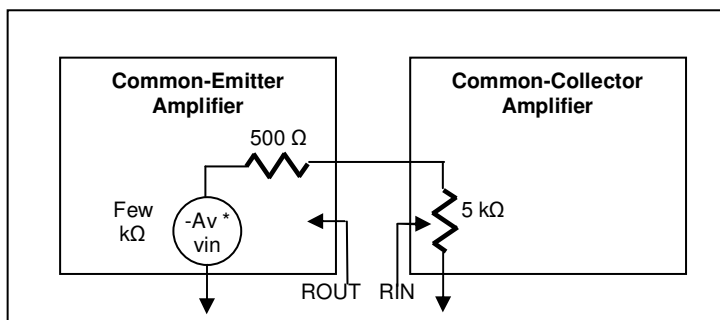 Common-Emitter
Amplifier
Common-Collector
Amplifier
500 Ω
Few
kΩ
-Av *
vin
5 kΩ
ROUT
RIN